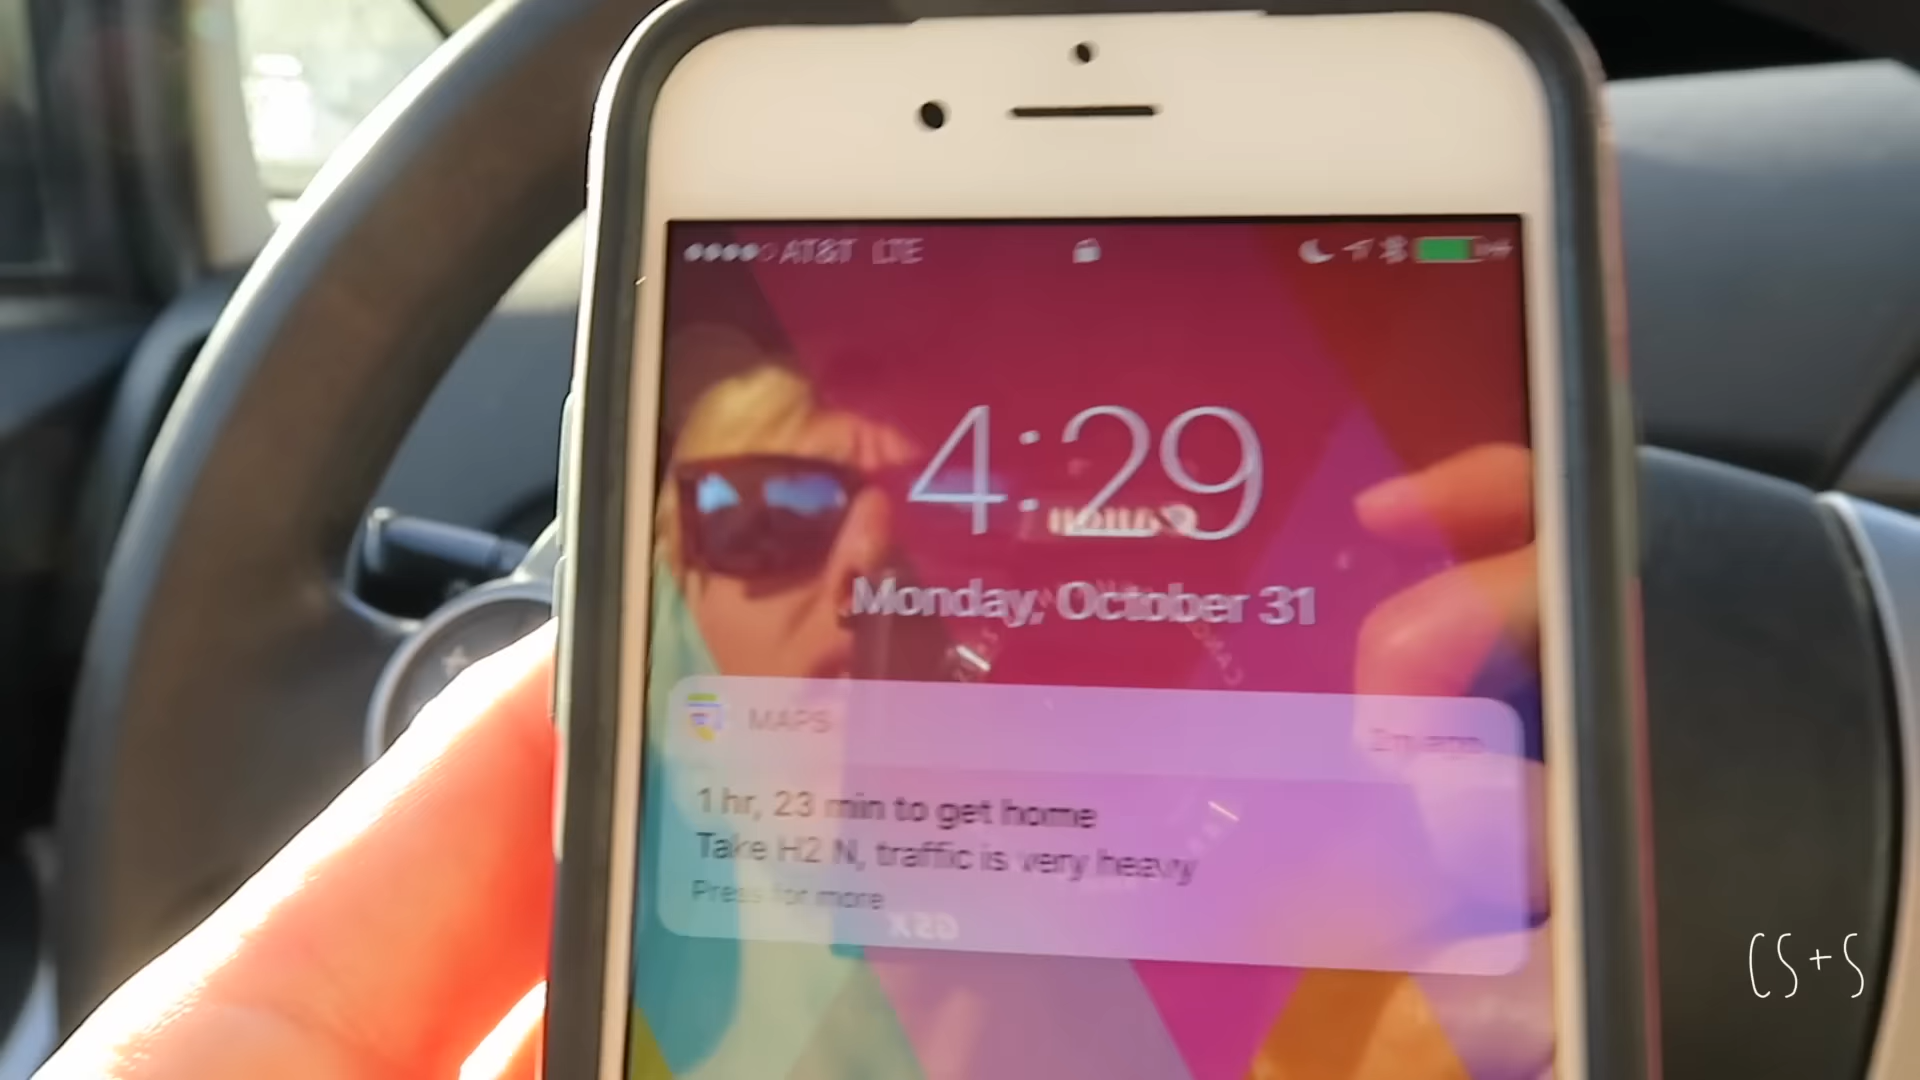 AT&T LTE
4:29
Monday, October 31
MAPS
1 hr, 23 min to get home
Take H2 N, traffic is very heavy
Press for more
CS+S